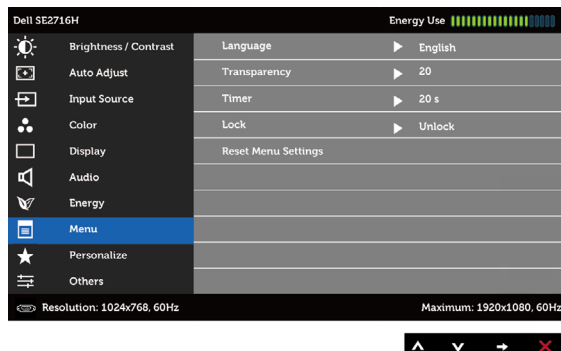 Dell SE2716H Energy Use
Brightness / Contrast Language English
Auto Adjust Transparency 20
Input Source Timer 20 s
Color Lock Unlock
Display Reset Menu Settings
Audio
Energy
Menu
Personalize
Others
Resolution: 1024x768, 60Hz Maximum: 1920x1080, 60Hz